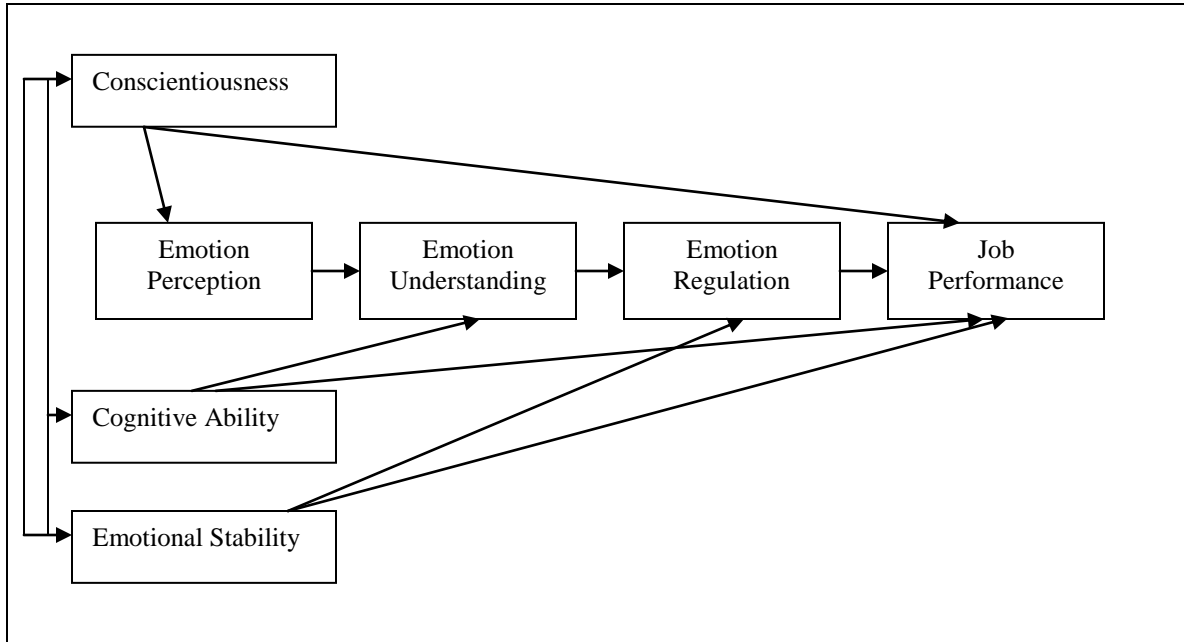 Conscientiousness
Emotion
Perception
Emotion
Understanding
Emotion
Regulation
Job
Performance
Cognitive Ability
Emotional Stability